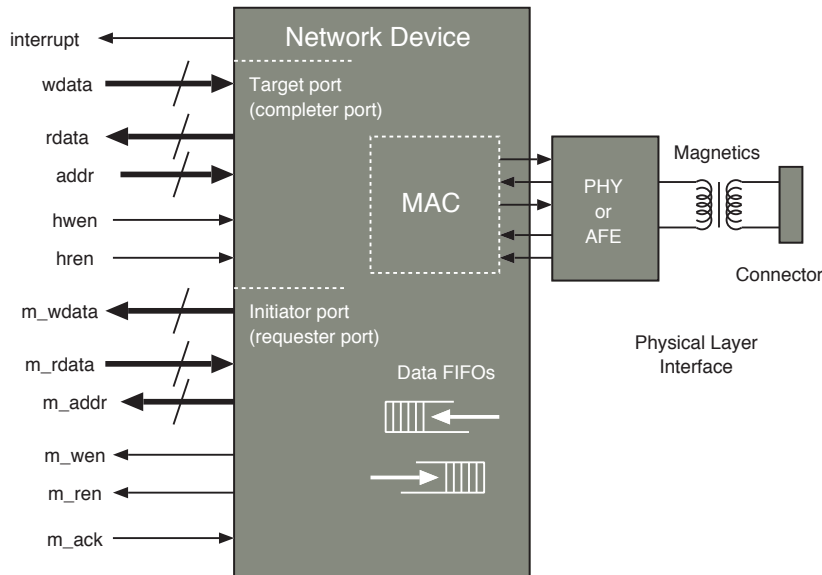 Network Device
interrupt
wdata
Target port
(completer port)
rdata
addr
hwen
hren
MAC
PHY
or
AFE
Magnetics
Connector
m_wdata
Initiator port
(requester port)
m_rdata
m_addr
Physical Layer
Interface
Data FIFOs
m_wen
m_ren
m_ack